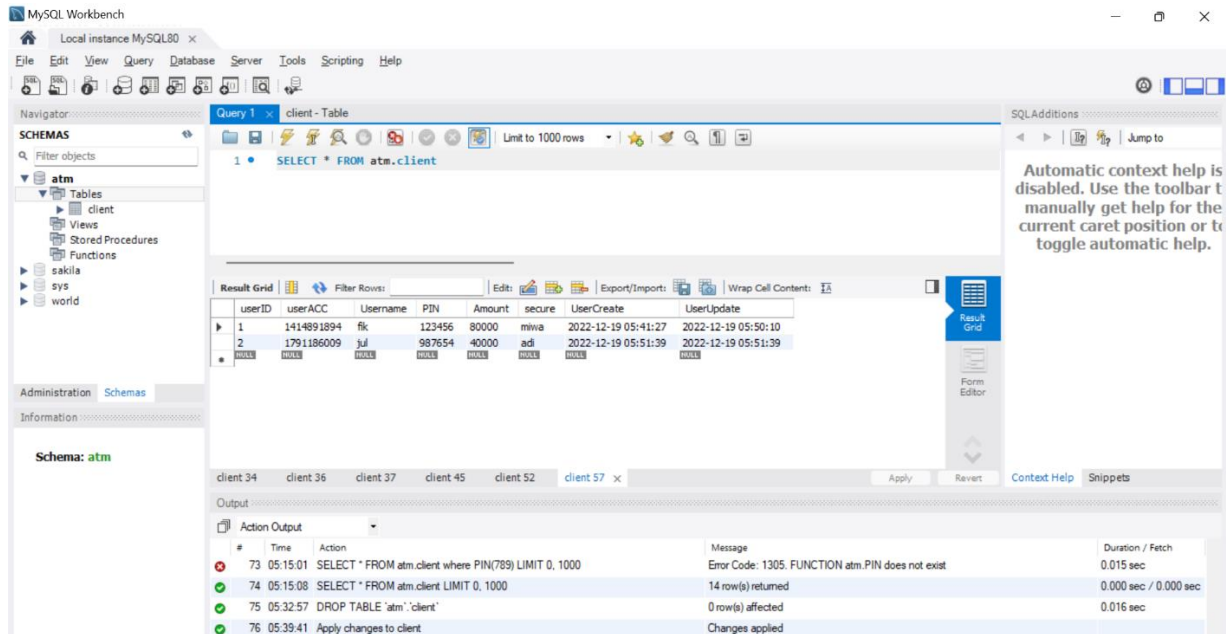 MySQL Workbench
Local instance MySQL80
File Edit View Query Database Server Tools Scripting Help
Navigator
SCHEMAS
Filter objects
atm
Tables
client
Views
Stored Procedures
Functions
sakila
sys
world
Administration Schemas
Information
Schema: atm
Query 1 client - Table
Limit to 1000 rows
1 SELECT * FROM atm.client
Result Grid Filter Rows: Edit: Export/Import: Wrap Cell Content:
userID userACC Username PIN Amount secure UserCreate UserUpdate
1 1414891894 fik 123456 80000 miwa 2022-12-19 05:41:27 2022-12-19 05:50:10
2 1791186009 jul 987654 40000 adi 2022-12-19 05:51:39 2022-12-19 05:51:39
NULL NULL NULL NULL NULL NULL NULL NULL
Result
Grid
Form
Editor
client 34 client 36 client 37 client 45 client 52 client 57 Apply Revert
Output
Action Output
# Time Action Message Duration / Fetch
73 05:15:01 SELECT * FROM atm.client where PIN(789) LIMIT 0, 1000 Error Code: 1305. FUNCTION atm.PIN does not exist 0.015 sec
74 05:15:08 SELECT * FROM atm.client LIMIT 0, 1000 14 row(s) returned 0.000 sec / 0.000 sec
75 05:32:57 DROP TABLE `atm`.`client` 0 row(s) affected 0.016 sec
76 05:39:41 Apply changes to client Changes applied
SQLAdditions
Jump to
Automatic context help is
disabled. Use the toolbar t
manually get help for the
current caret position or to
toggle automatic help.
Context Help Snippets